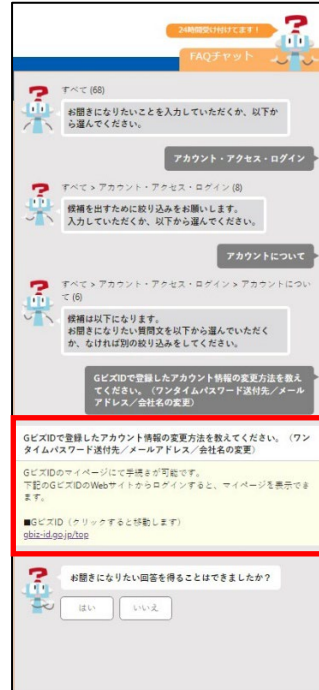 24時間受け付けてます！
FAQチャット
すべて (68)
お聞きになりたいことを入力していただくか、以下か
ら選んでください。
アカウント・アクセス・ログイン
すべて > アカウント・アクセス・ログイン (8)
候補を出すために絞り込みをお願いします。
入力していただくか、以下から選んでください。
アカウントについて
すべて > アカウント・アクセス・ログイン > アカウントについ
て (6)
候補は以下になります。
お聞きになりたい質問文を以下から選んでいただく
か、なければ別の絞り込みをしてください。
GビズIDで登録したアカウント情報の変更方法を教え
てください。（ワンタイムパスワード送付先／メール
アドレス／会社名の変更）
GビズIDで登録したアカウント情報の変更方法を教えてください。（ワン
タイムパスワード送付先／メールアドレス／会社名の変更）
GビズIDのマイページにて手続きが可能です。
下記のGビズIDのWebサイトからログインすると、マイページを表示でき
ます。
■GビズID（クリックすると移動します）
gbiz-id.go.jp/top
お聞きになりたい回答を得ることはできましたか？
はい
いいえ